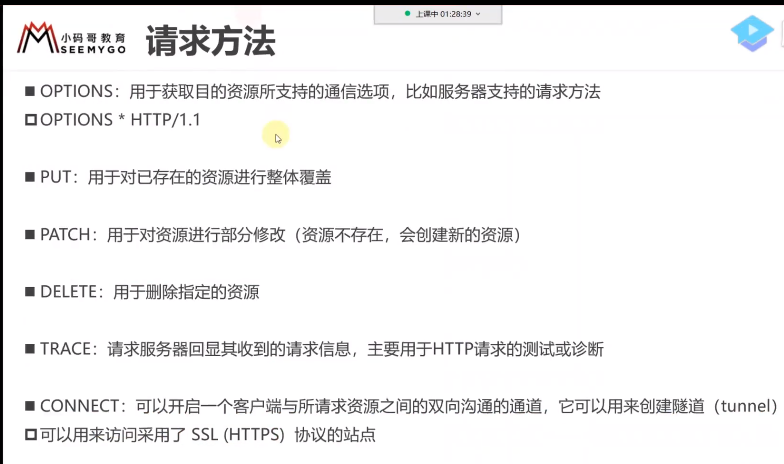 上课中 01:28:39
小码哥教育
SEEMYGO
请求方法
OPTIONS：用于获取目的资源所支持的通信选项，比如服务器支持的请求方法
OPTIONS * HTTP/1.1
PUT：用于对已存在的资源进行整体覆盖
PATCH：用于对资源进行部分修改（资源不存在，会创建新的资源）
DELETE：用于删除指定的资源
TRACE：请求服务器回显其收到的请求信息，主要用于HTTP请求的测试或诊断
CONNECT：可以开启一个客户端与所请求资源之间的双向沟通的通道，它可以用来创建隧道（tunnel）
可以用来访问采用了 SSL (HTTPS) 协议的站点